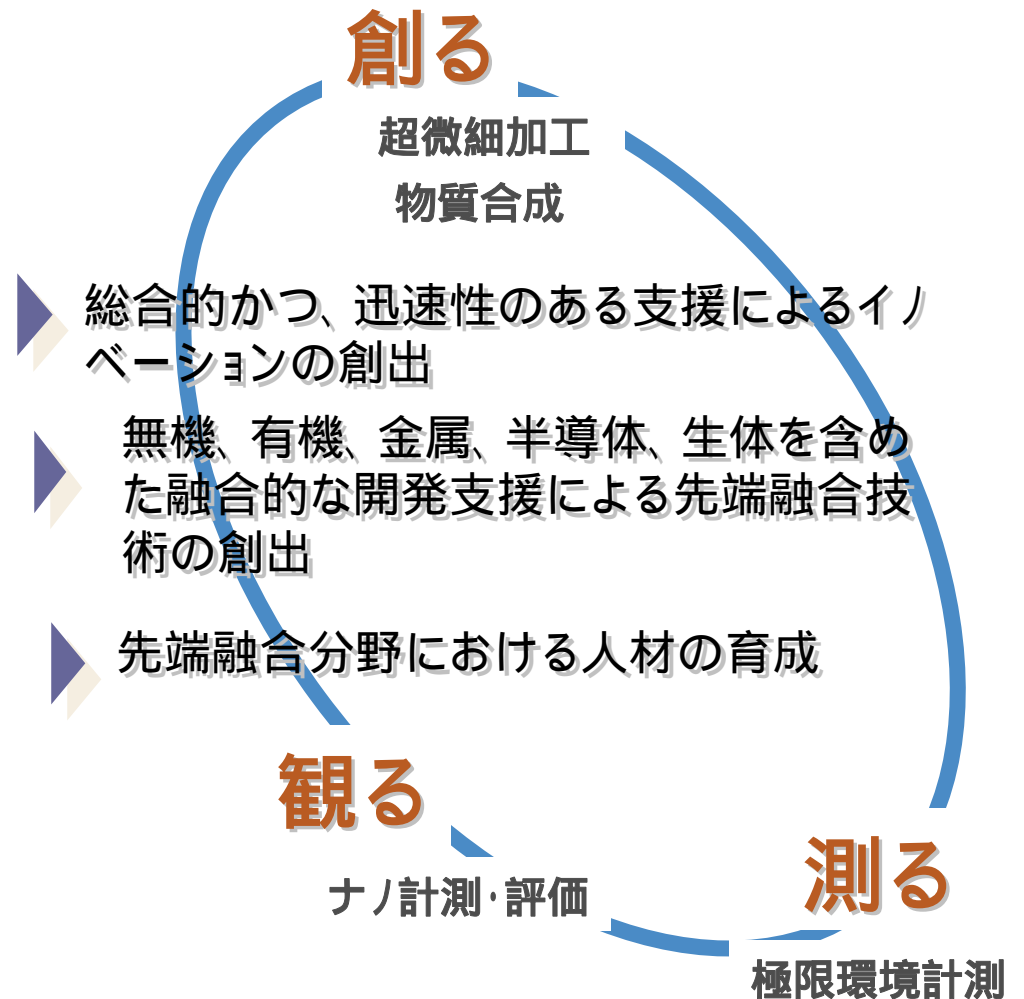 創る
超微細加工
物質合成
総合的かつ、迅速性のある支援によるイノ
ベーションの創出
無機、有機、金属、半導体、生体を含め
た融合的な開発支援による先端融合技
術の創出
先端融合分野における人材の育成
観る
ナノ計測・評価
測る
極限環境計測